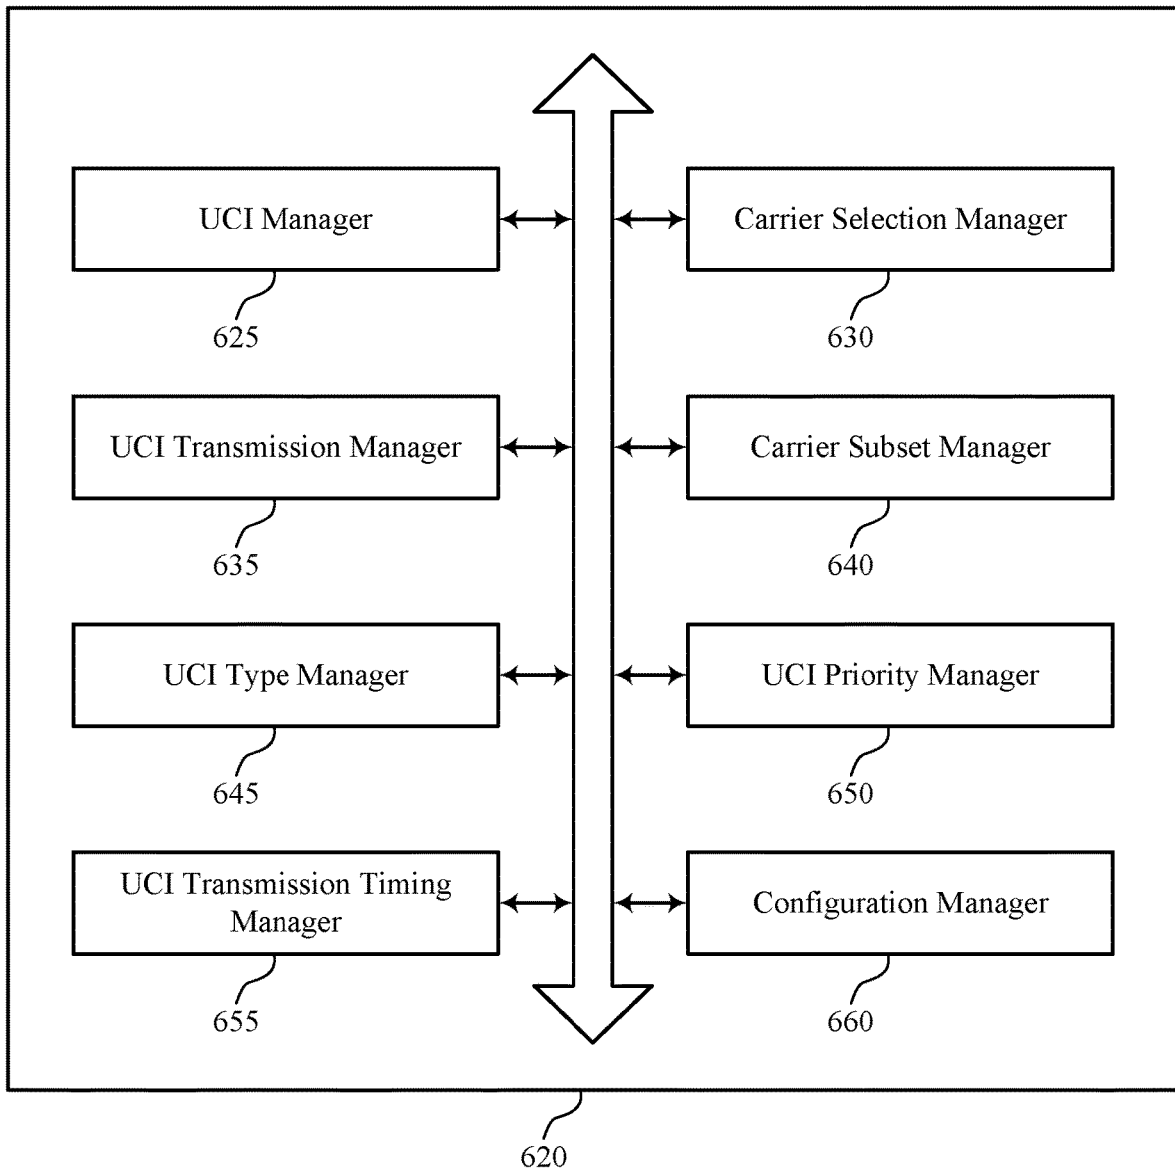 UCI Manager
625
Carrier Selection Manager
630
UCI Transmission Manager
635
Carrier Subset Manager
640
UCI Type Manager
645
UCI Priority Manager
650
UCI Transmission Timing
Manager
655
Configuration Manager
660
620